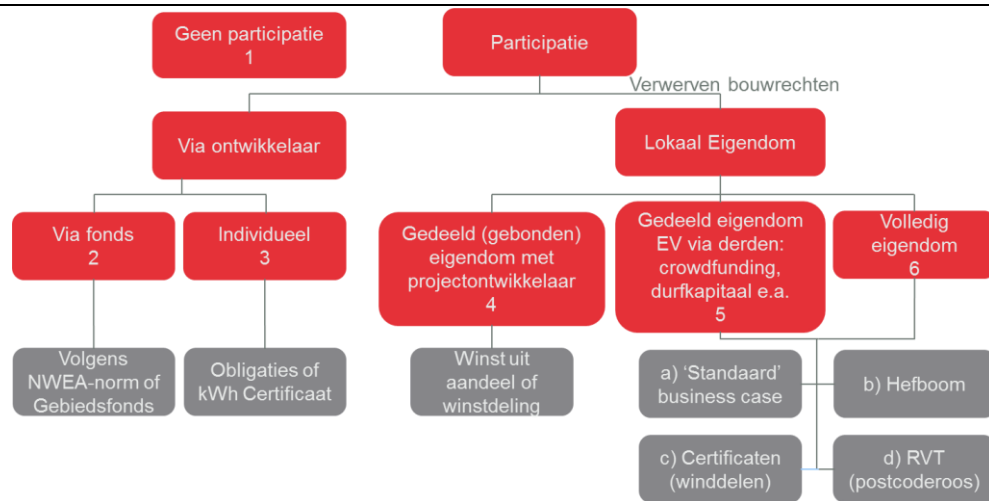 Geen participatie
1
Participatie
Verwerven bouwrechten
Via ontwikkelaar
Lokaal Eigendom
Via fonds
2
Individueel
3
Gedeeld (gebonden)
eigendom met
projectontwikkelaar
4
Gedeeld eigendom
EV via derden:
crowdfunding,
durfkapitaal e.a.
5
Volledig
eigendom
6
Volgens
NWEA-norm of
Gebiedsfonds
Obligaties of
kWh Certificaat
Winst uit
aandeel of
winstdeling
a) ‘Standaard’
business case
b) Hefboom
c) Certificaten
(winddelen)
d) RVT
(postcoderoos)